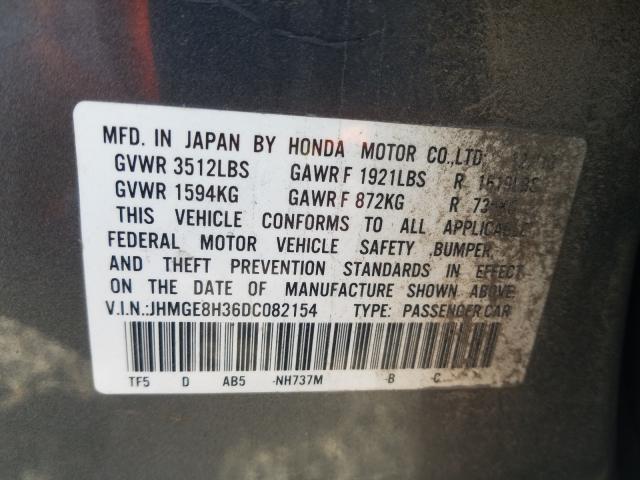 MFD. IN JAPAN BY HONDA MOTOR CO.,LTD
GVWR 3512LBS GAWR F 1921LBS R
GVWR 1594KG GAWR F 872KG R
THIS VEHICLE CONFORMS TO ALL APPLICABLE
FEDERAL MOTOR VEHICLE SAFETY ,BUMPER,
AND THEFT PREVENTION STANDARDS IN EFFECT
ON THE DATE OF MANUFACTURE SHOWN ABOVE.
V.I.N.:JHMGE8H36DC082154 TYPE: PASSENGER CAR
TF5 D AB5 -NH737M -B -C